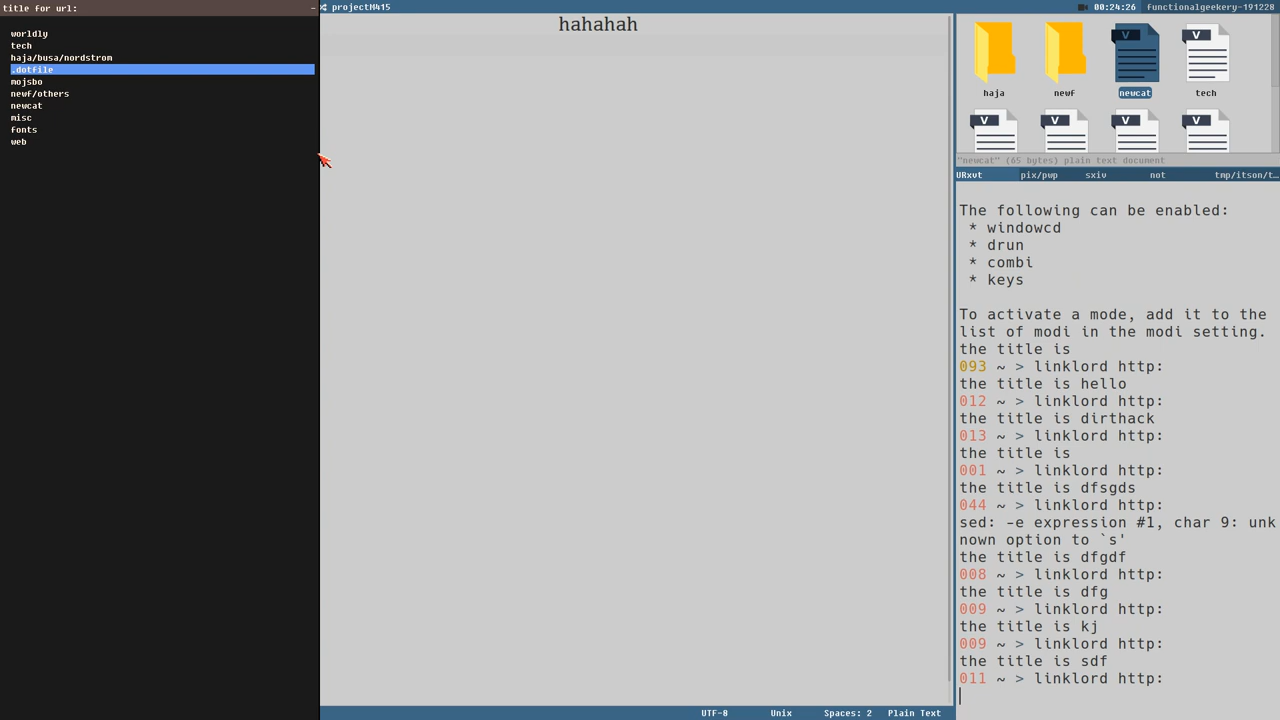 title for url: -
worldly
tech
haja/busa/nordstrom
.dotfile
mojsbo
newf/others
newcat
misc
fonts
web
projectM415
hahahah
UTF-8 Unix Spaces: 2 Plain Text
00:24:26 functionalgeekery-191228
haja newf newcat tech
"newcat" (65 bytes) plain text document
URxvt pix/pwp sxiv not tmp/itson/t…
The following can be enabled:
* windowcd
* drun
* combi
* keys
To activate a mode, add it to the
list of modi in the modi setting.
the title is
093 ~ > linklord http:
the title is hello
012 ~ > linklord http:
the title is dirthack
013 ~ > linklord http:
the title is
001 ~ > linklord http:
the title is dfsgds
044 ~ > linklord http:
sed: -e expression #1, char 9: unk
nown option to `s'
the title is dfgdf
008 ~ > linklord http:
the title is dfg
009 ~ > linklord http:
the title is kj
009 ~ > linklord http:
the title is sdf
011 ~ > linklord http: